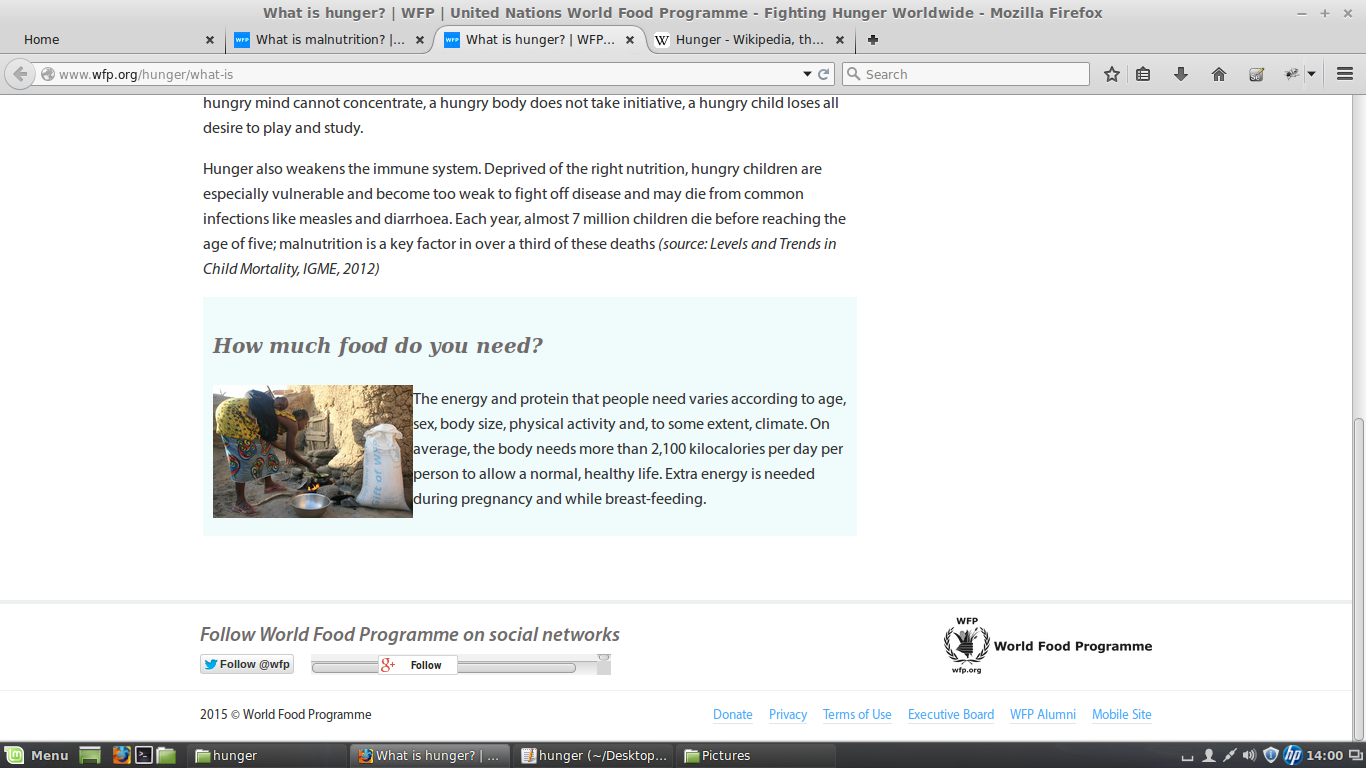 What is hunger? | WFP | United Nations World Food Programme - Fighting Hunger Worldwide - Mozilla Firefox
Home
What is malnutrition? |...
What is hunger? | WFP...
Hunger - Wikipedia, th...
www.wfp.org/hunger/what-is
Search
hungry mind cannot concentrate, a hungry body does not take initiative, a hungry child loses all
desire to play and study.
Hunger also weakens the immune system. Deprived of the right nutrition, hungry children are
especially vulnerable and become too weak to fight off disease and may die from common
infections like measles and diarrhoea. Each year, almost 7 million children die before reaching the
age of five; malnutrition is a key factor in over a third of these deaths (source: Levels and Trends in
Child Mortality, IGME, 2012)
How much food do you need?
Gift of WFP
The energy and protein that people need varies according to age,
sex, body size, physical activity and, to some extent, climate. On
average, the body needs more than 2,100 kilocalories per day per
person to allow a normal, healthy life. Extra energy is needed
during pregnancy and while breast-feeding.
Follow World Food Programme on social networks
Follow @wfp
g+ Follow
WFP
World Food Programme
wfp.org
2015 © World Food Programme
Donate Privacy Terms of Use Executive Board WFP Alumni Mobile Site
Menu
hunger
What is hunger? | ...
hunger (~/Desktop...
Pictures
14:00